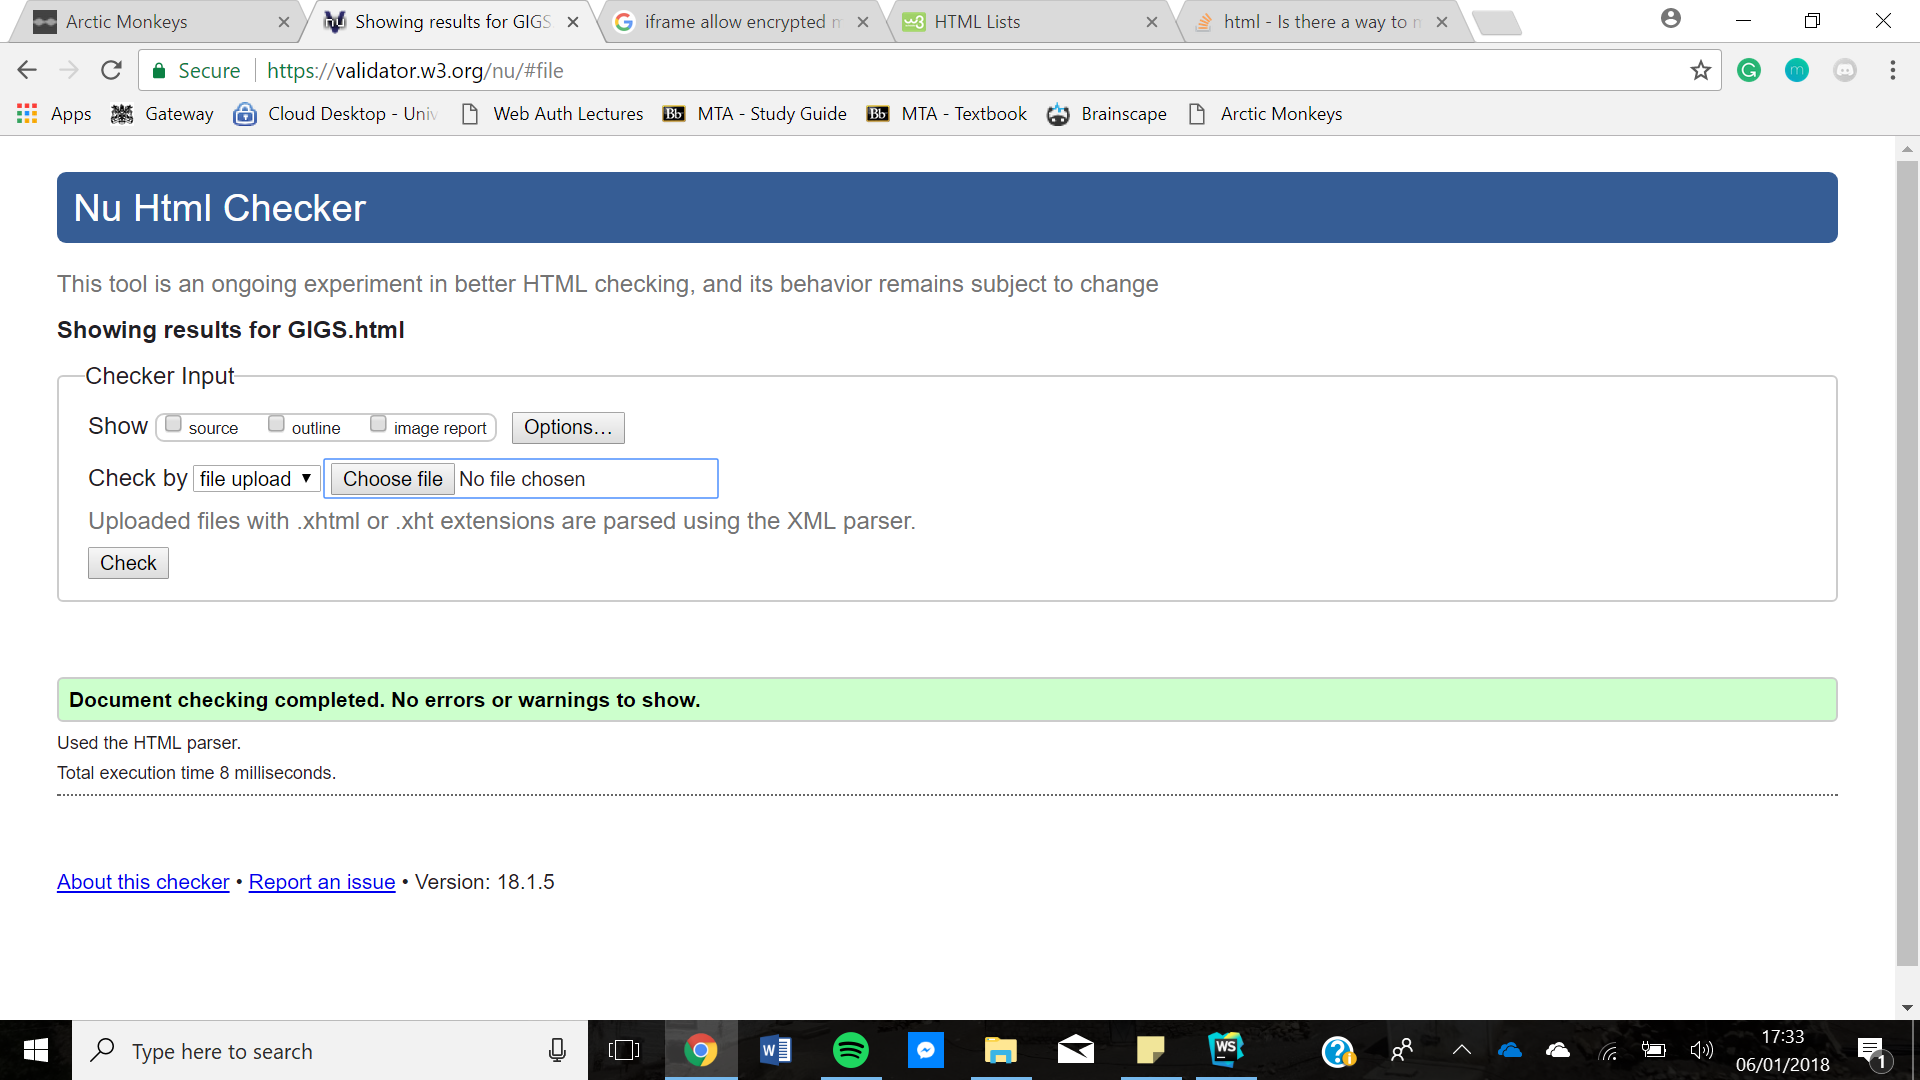 Arctic Monkeys
Showing results for GIGS
iframe allow encrypted m
HTML Lists
html - Is there a way to m
Secure
https://validator.w3.org/nu/#file
Apps
Gateway
Cloud Desktop - Univ
Web Auth Lectures
Bb MTA - Study Guide
Bb MTA - Textbook
Brainscape
Arctic Monkeys
Nu Html Checker
This tool is an ongoing experiment in better HTML checking, and its behavior remains subject to change
Showing results for GIGS.html
Checker Input
Show source outline image report Options...
Check by file upload Choose file No file chosen
Uploaded files with .xhtml or .xht extensions are parsed using the XML parser.
Check
Document checking completed. No errors or warnings to show.
Used the HTML parser.
Total execution time 8 milliseconds.
About this checker • Report an issue • Version: 18.1.5
Type here to search
WS
17:33
06/01/2018
1